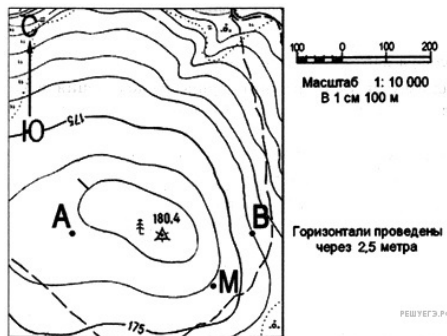 С
Ю
175
А
180,4
В
М
175
100 0 100 200
Масштаб 1: 10 000
В 1 см 100 м
Горизонтали проведены
через 2,5 метра
РЕШУЕГЭ.РФ